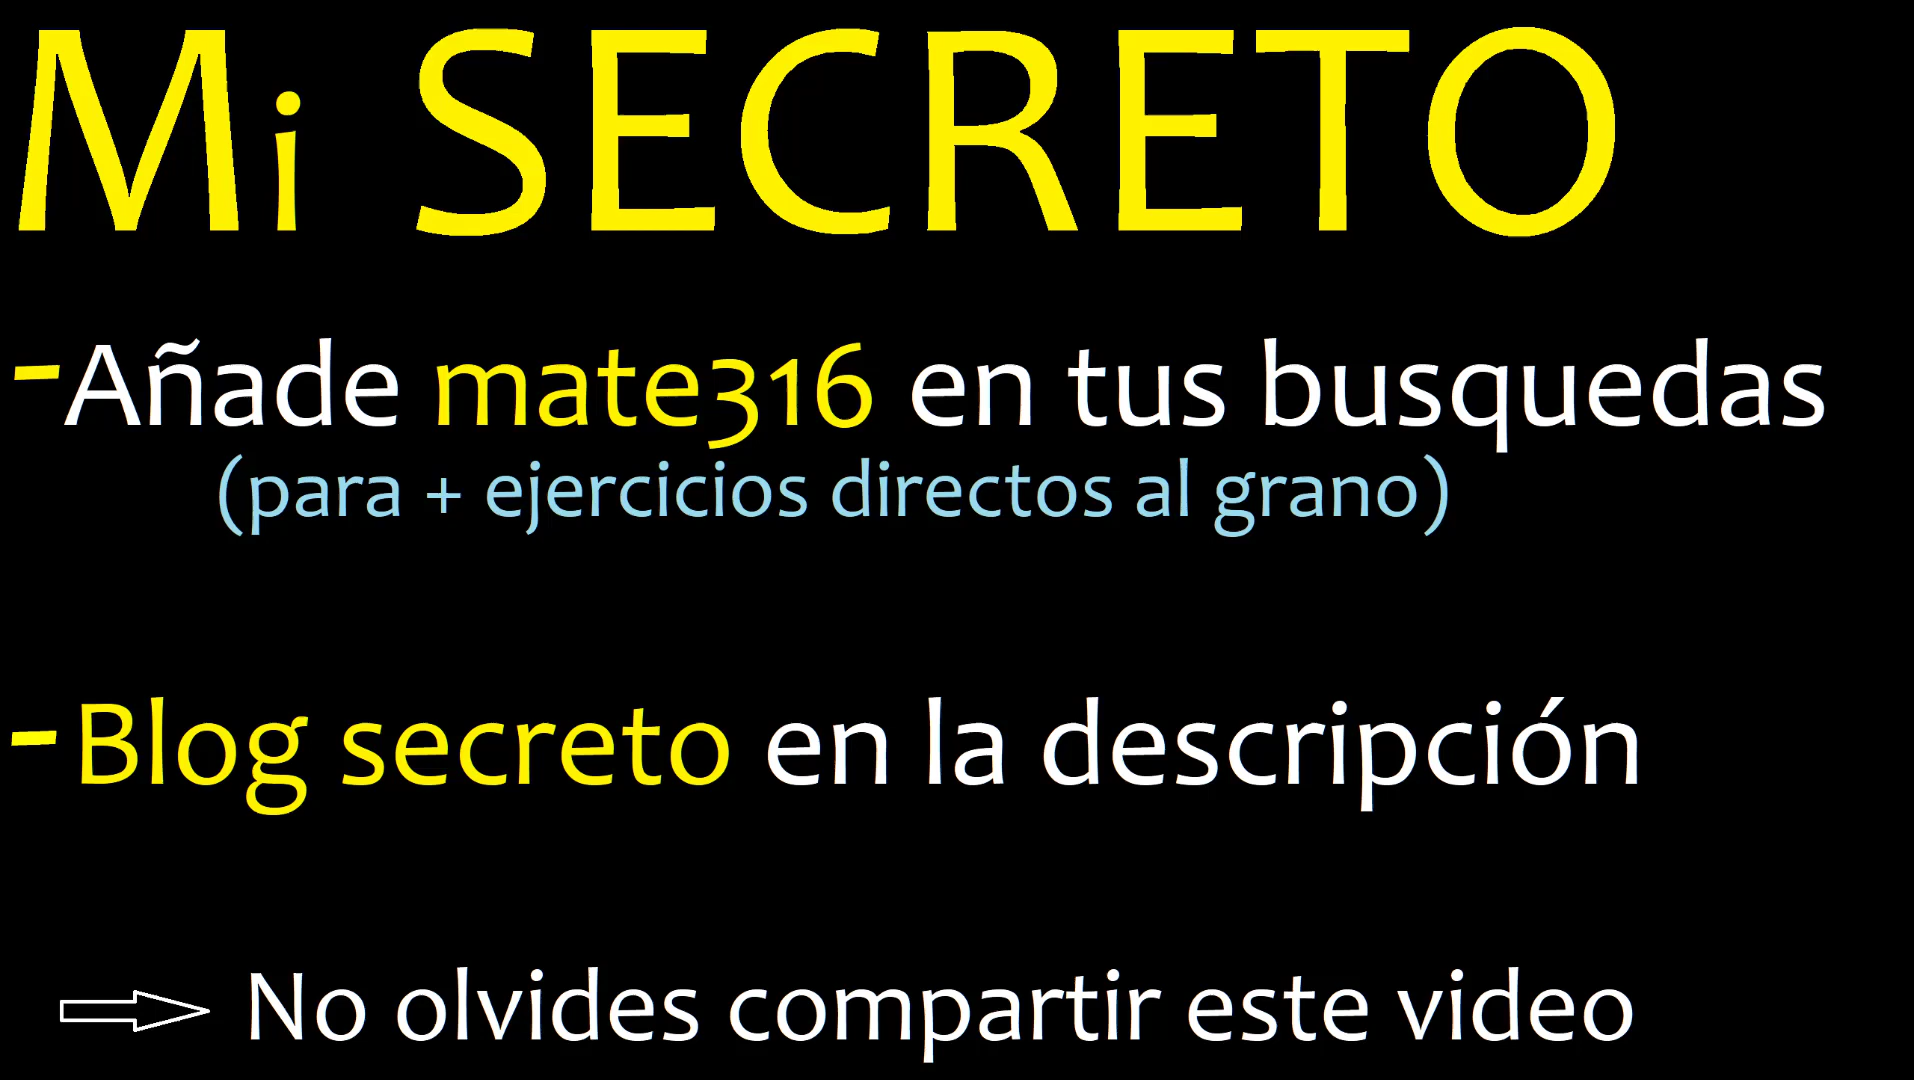 Mi SECRETO
-Añade mate316 en tus busquedas
(para + ejercicios directos al grano)
-Blog secreto en la descripción
No olvides compartir este video